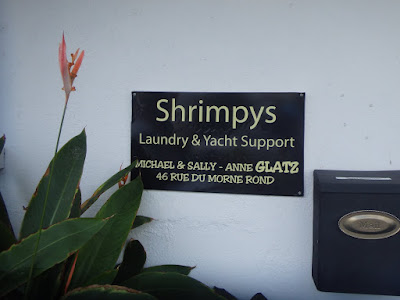 Shrimpys
Laundry & Yacht Support
MICHAEL & SALLY - ANNE GLATZ
46 RUE DU MORNE ROND